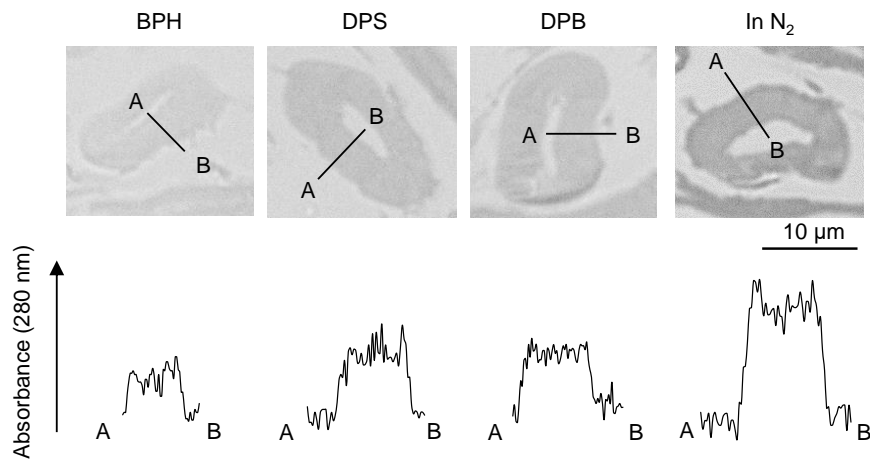 BPH DPS DPB In N₂
A B
B A
A B
A B
10 μm
Absorbance (280 nm)
A B A B A B A B